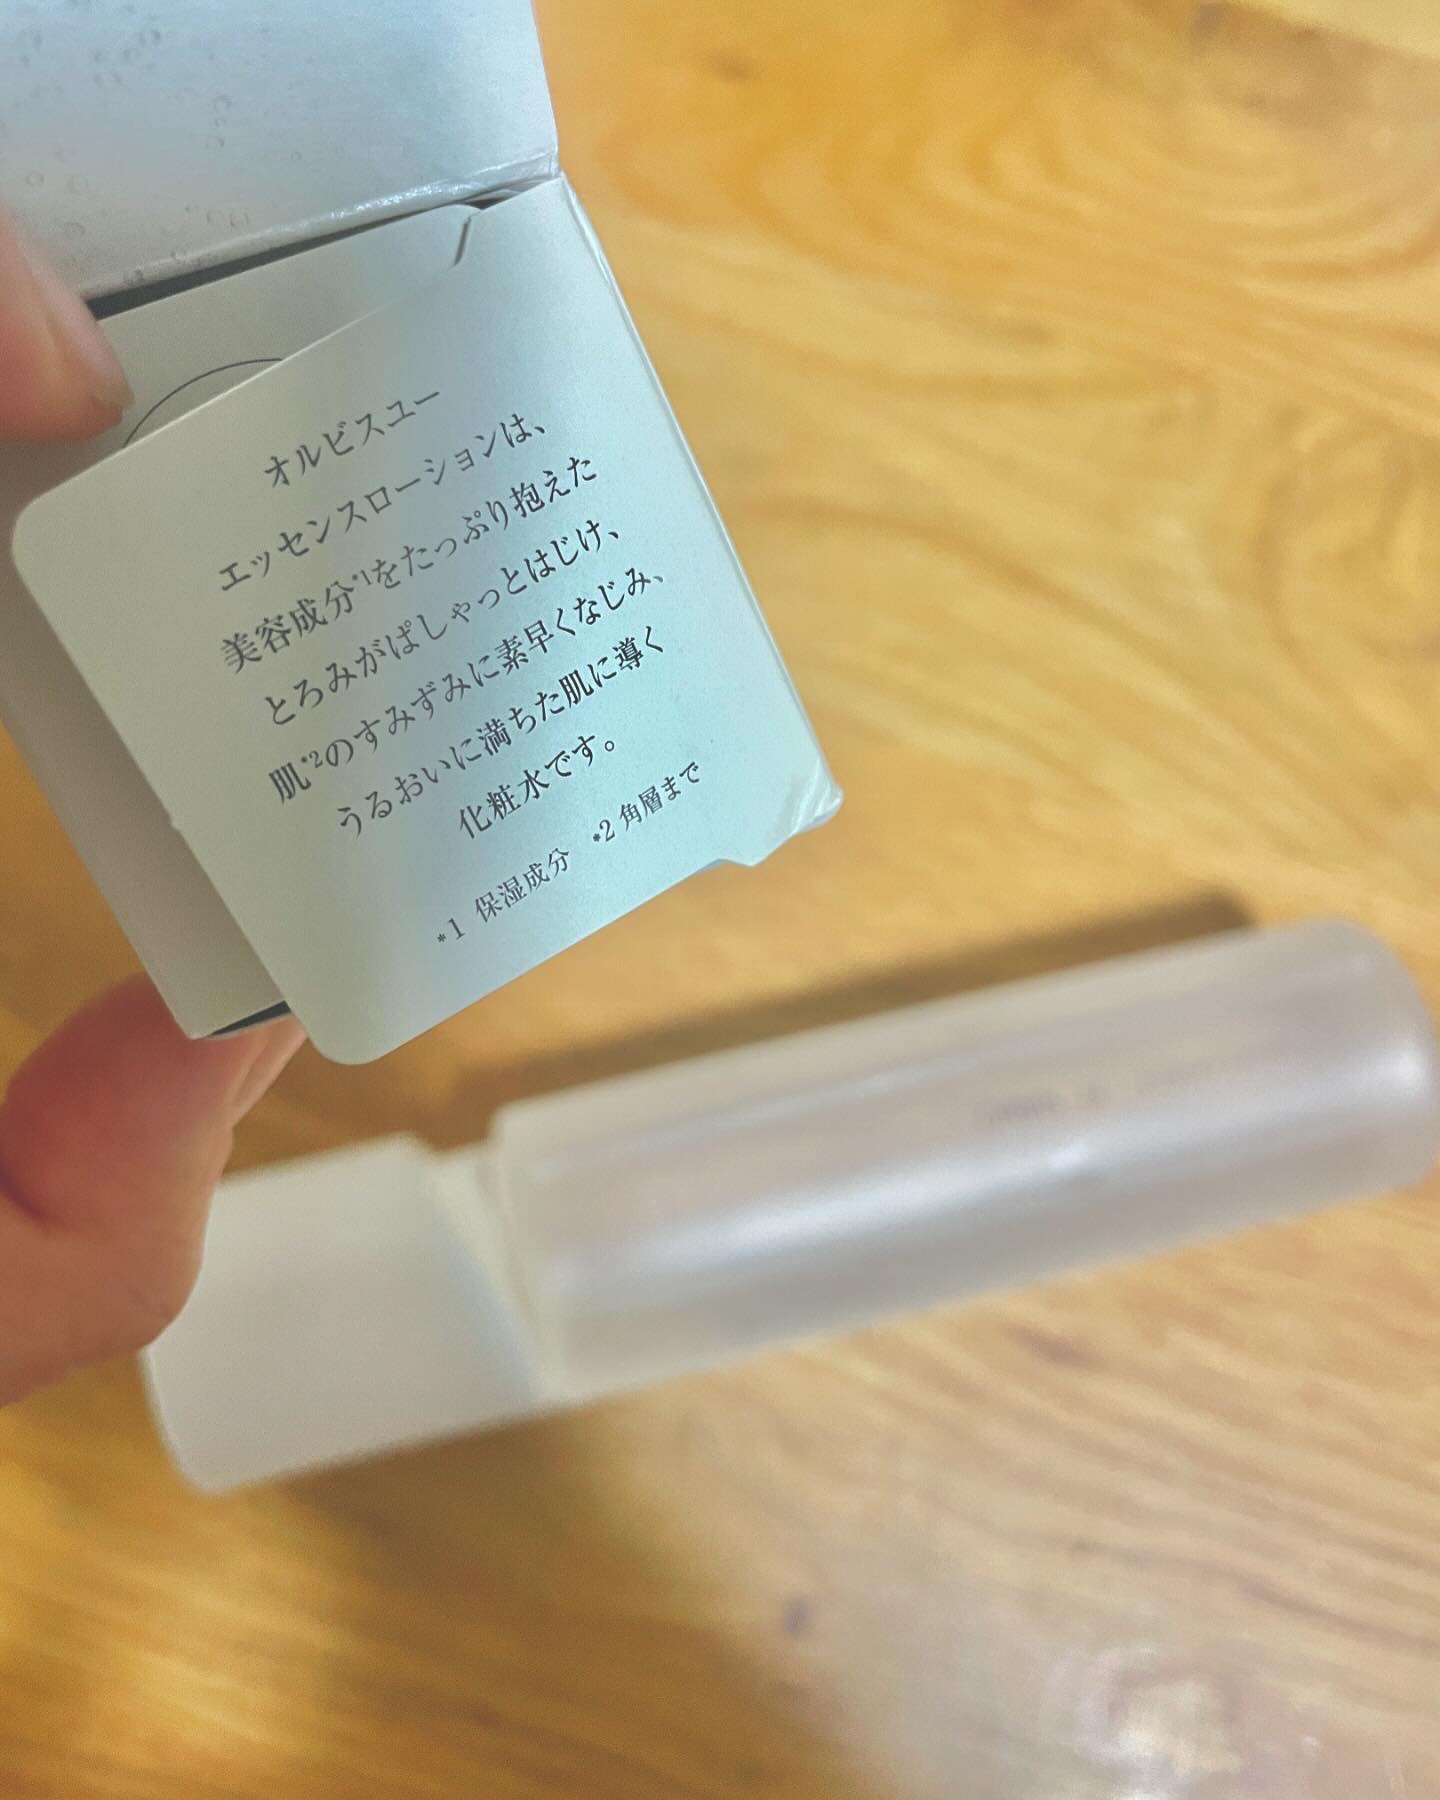 オルビスユー
エッセンスローションは、
美容成分*1をたっぷり抱えた
とろみがぱしゃっとはじけ、
肌*2のすみずみに素早くなじみ、
うるおいに満ちた肌に導く
化粧水です。
*1 保湿成分 *2 角層まで